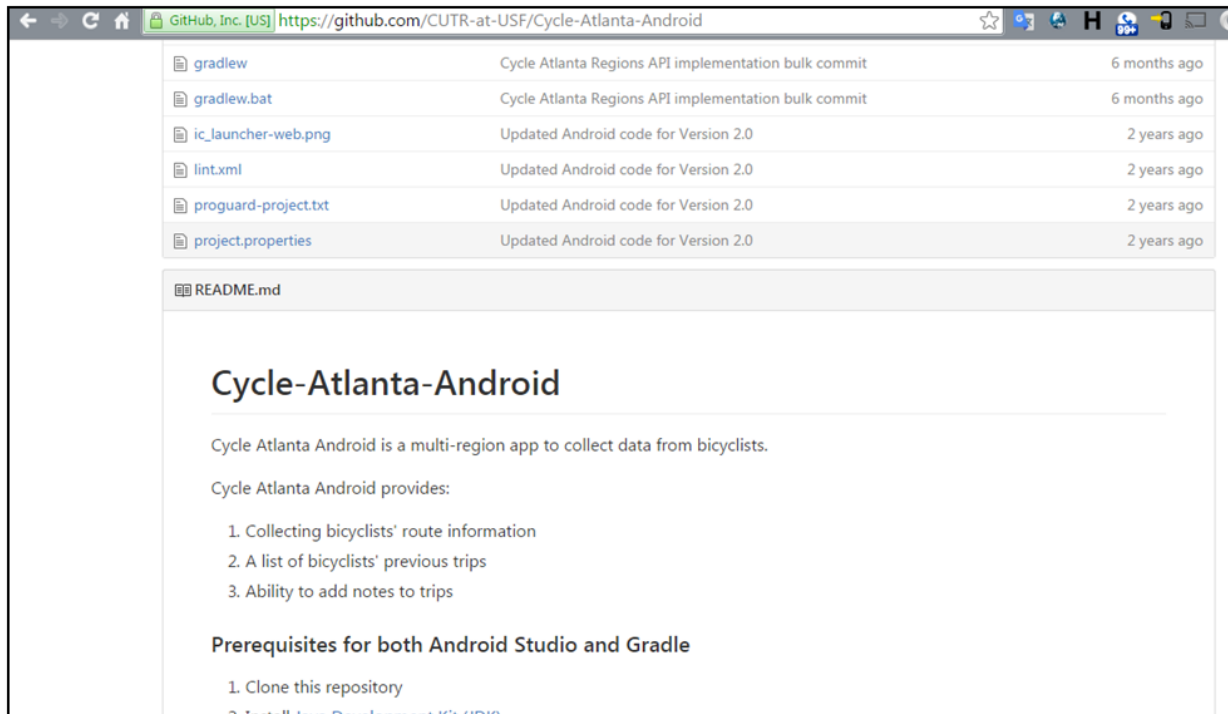 GitHub, Inc. [US] https://github.com/CUTR-at-USF/Cycle-Atlanta-Android
H
99+
gradlew Cycle Atlanta Regions API implementation bulk commit 6 months ago
gradlew.bat Cycle Atlanta Regions API implementation bulk commit 6 months ago
ic_launcher-web.png Updated Android code for Version 2.0 2 years ago
lint.xml Updated Android code for Version 2.0 2 years ago
proguard-project.txt Updated Android code for Version 2.0 2 years ago
project.properties Updated Android code for Version 2.0 2 years ago
README.md
Cycle-Atlanta-Android
Cycle Atlanta Android is a multi-region app to collect data from bicyclists.
Cycle Atlanta Android provides:
1. Collecting bicyclists' route information
2. A list of bicyclists' previous trips
3. Ability to add notes to trips
Prerequisites for both Android Studio and Gradle
1. Clone this repository
2. Install Java Development Kit (JDK)